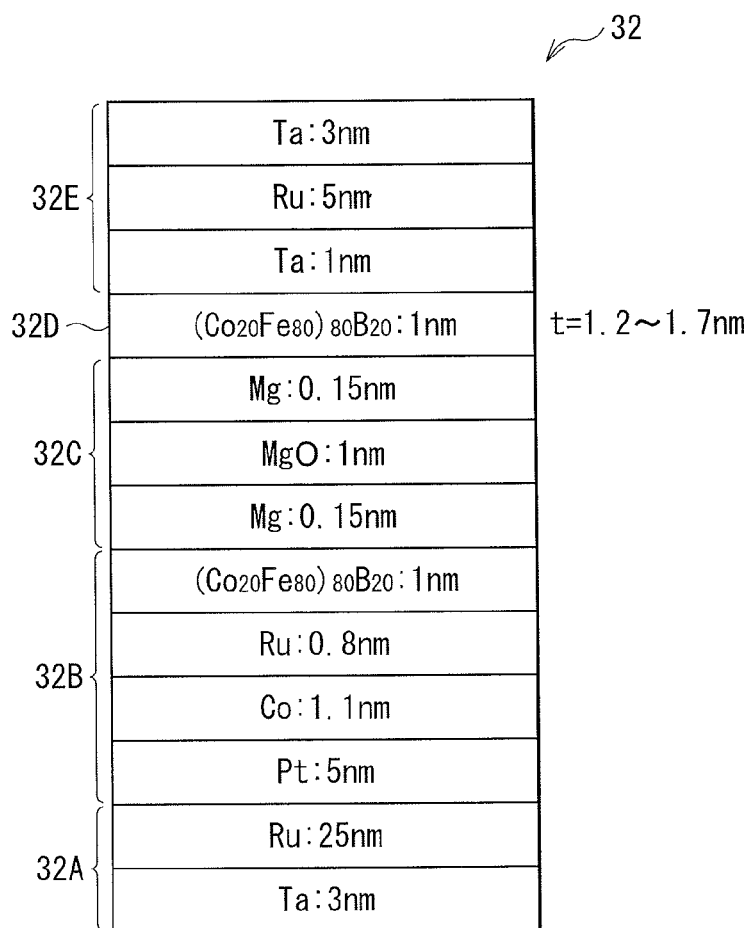 32
Ta:3nm
32E
Ru:5nm
Ta:1nm
32D (Co20Fe80)80B20:1nm t=1.2~1.7nm
Mg:0.15nm
32C
MgO:1nm
Mg:0.15nm
(Co20Fe80)80B20:1nm
Ru:0.8nm
32B
Co:1.1nm
Pt:5nm
Ru:25nm
32A
Ta:3nm